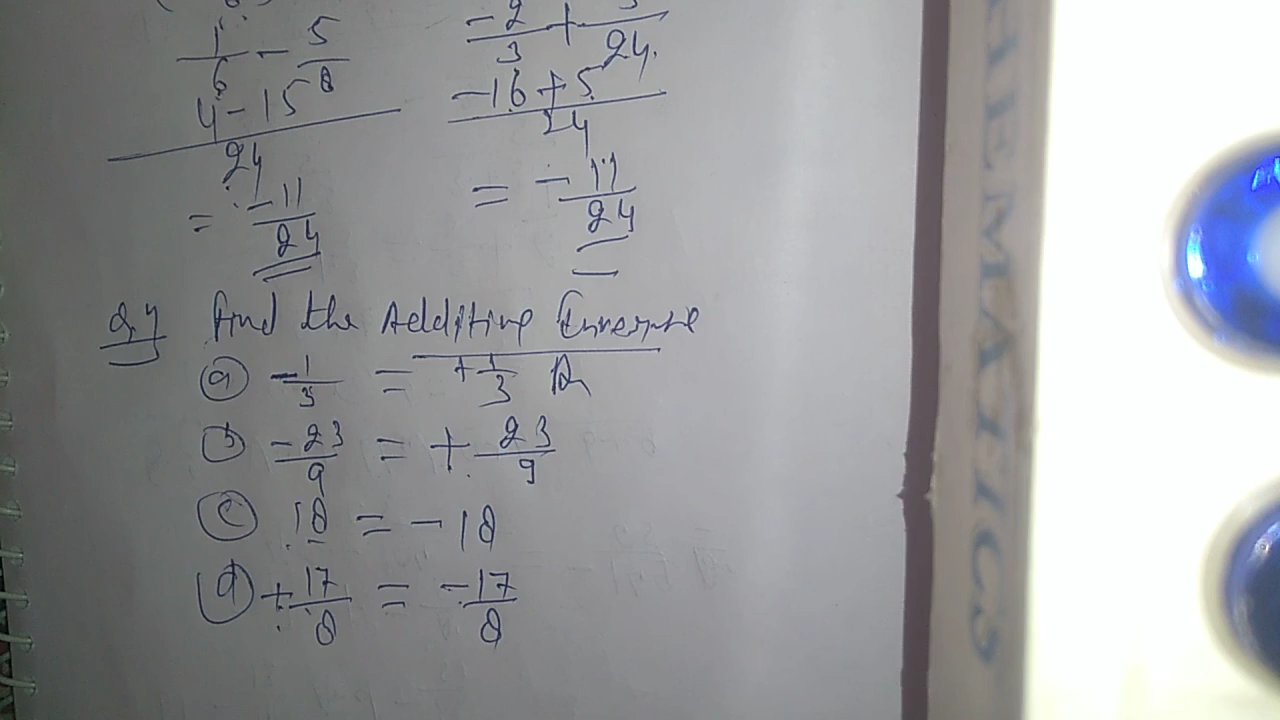 1/6 - 5/8
-2/3 + 5/24
4-15/24
-16+5/24
= -11/24
= -11/24
Q4 find the Additive Inverse
(a) -1/3 = +1/3
(b) -23/9 = + 23/9
(c) 18 = -18
(d) +17/8 = -17/8